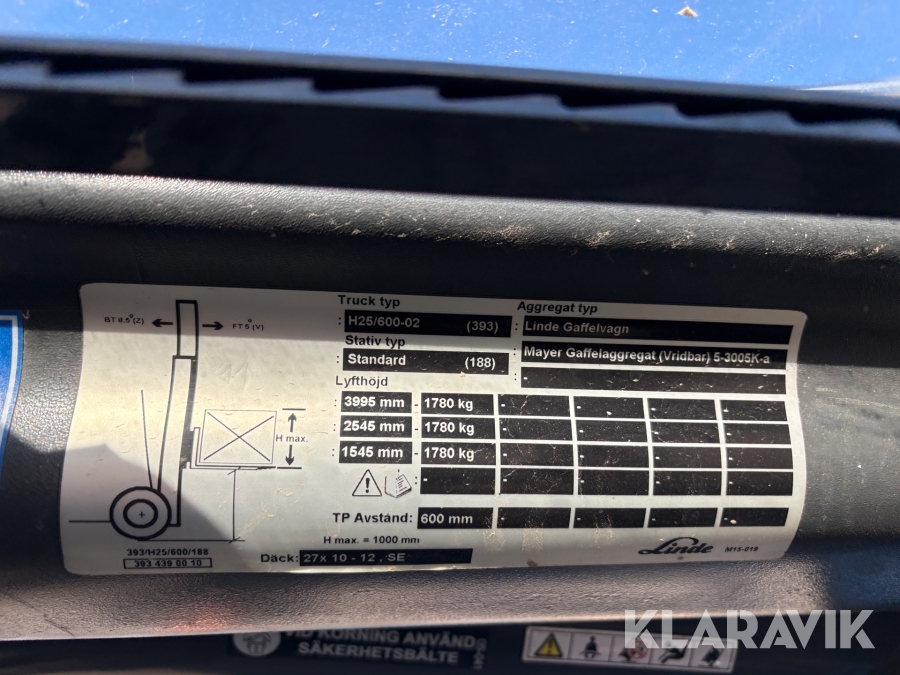 Truck typ
Aggregat typ
: H25/600-02 (393)
: Linde Gaffelvagn
Stativ typ
: Standard (188)
: Mayer Gaffelaggregat (Vridbar) 5-3005K-a
:
Lyfthöjd
: 3995 mm - 1780 kg
: 2545 mm - 1780 kg
: 1545 mm - 1780 kg
TP Avstånd: 600 mm
H max. = 1000 mm
Däck: 27x 10 - 12 , SE
Linde
M15-019
BT 8.5° (Z)
FT 5° (V)
H max.
393/H25/600/188
393 439 00 10
VID KÖRNING ANVÄND
SÄKERHETSBÄLTE
KLARAVIK